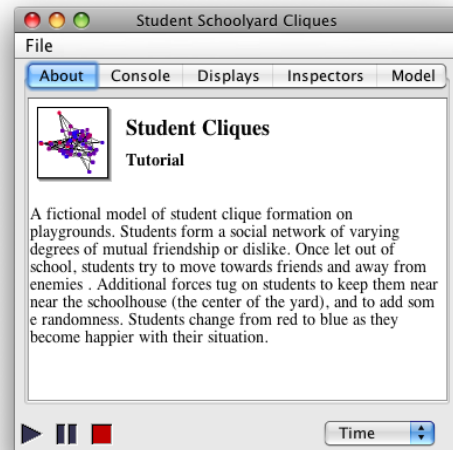 Student Schoolyard Cliques
File
About Console Displays Inspectors Model
Student Cliques
Tutorial
A fictional model of student clique formation on
playgrounds. Students form a social network of varying
degrees of mutual friendship or dislike. Once let out of
school, students try to move towards friends and away from
enemies . Additional forces tug on students to keep them near
near the schoolhouse (the center of the yard), and to add som
e randomness. Students change from red to blue as they
become happier with their situation.
Time